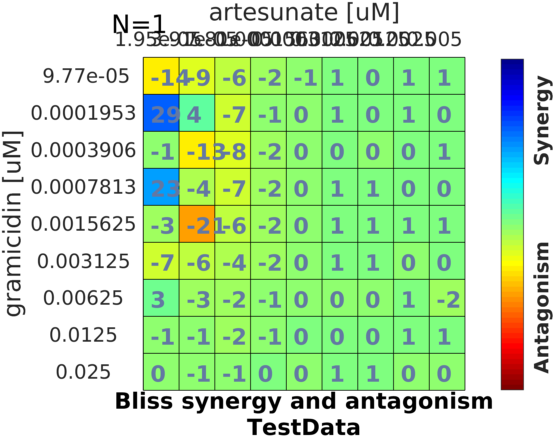 artesunate [uM]
N=1
9.77e-05 -14 -9 -6 -2 -1 1 0 1 1
0.0001953 29 4 -7 -1 0 1 0 1 0
0.0003906 -1 -13 -8 -2 0 0 0 0 1
0.0007813 23 -4 -7 -2 0 1 1 0 0
0.0015625 -3 -21 -6 -2 0 1 1 1 1
0.003125 -7 -6 -4 -2 0 1 1 0 0
0.00625 3 -3 -2 -1 0 0 0 1 -2
0.0125 -1 -1 -2 -1 0 0 0 1 1
0.025 0 -1 -1 0 0 1 1 0 0
gramicidin [uM]
Synergy
Antagonism
Bliss synergy and antagonism
TestData